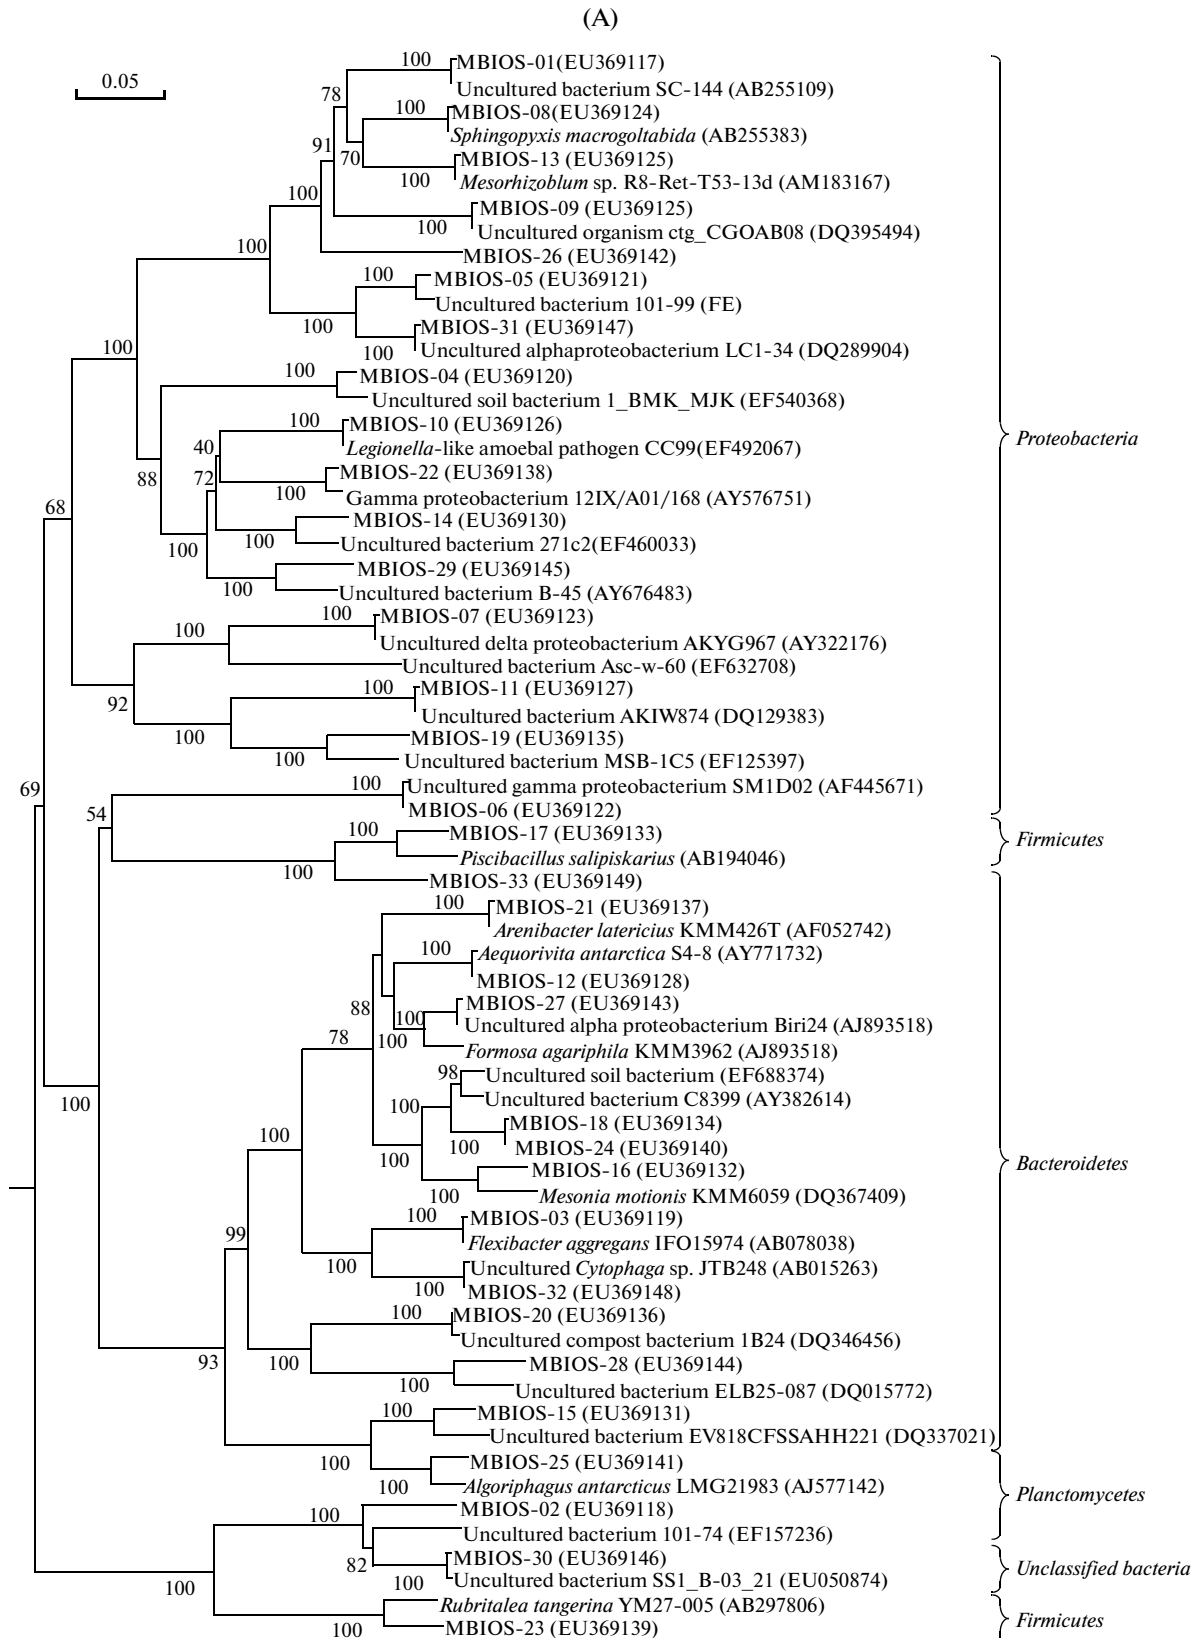 (A)
0.05
100
MBIOS-01(EU369117)
Uncultured bacterium SC-144 (AB255109)
78
100
MBIOS-08(EU369124)
Sphingopyxis macrogoltabida (AB255383)
91
70
MBIOS-13 (EU369125)
100
Mesorhizoblum sp. R8-Ret-T53-13d (AM183167)
100
MBIOS-09 (EU369125)
100
Uncultured organism ctg_CGOAB08 (DQ395494)
100
MBIOS-26 (EU369142)
100
MBIOS-05 (EU369121)
Uncultured bacterium 101-99 (FE)
100
MBIOS-31 (EU369147)
100
100
Uncultured alphaproteobacterium LC1-34 (DQ289904)
100
MBIOS-04 (EU369120)
Uncultured soil bacterium 1_BMK_MJK (EF540368)
100
MBIOS-10 (EU369126)
Proteobacteria
40
Legionella-like amoebal pathogen CC99(EF492067)
88
72
MBIOS-22 (EU369138)
100
Gamma proteobacterium 12IX/A01/168 (AY576751)
68
MBIOS-14 (EU369130)
100
100
Uncultured bacterium 271c2(EF460033)
MBIOS-29 (EU369145)
100
Uncultured bacterium B-45 (AY676483)
100
MBIOS-07 (EU369123)
100
Uncultured delta proteobacterium AKYG967 (AY322176)
Uncultured bacterium Asc-w-60 (EF632708)
100
MBIOS-11 (EU369127)
92
Uncultured bacterium AKIW874 (DQ129383)
100
MBIOS-19 (EU369135)
100
Uncultured bacterium MSB-1C5 (EF125397)
69
100
Uncultured gamma proteobacterium SM1D02 (AF445671)
54
MBIOS-06 (EU369122)
100
MBIOS-17 (EU369133)
Firmicutes
Piscibacillus salipiskarius (AB194046)
100
MBIOS-33 (EU369149)
100
MBIOS-21 (EU369137)
Arenibacter latericius KMM426T (AF052742)
100
Aequorivita antarctica S4-8 (AY771732)
MBIOS-12 (EU369128)
88
MBIOS-27 (EU369143)
100
Uncultured alpha proteobacterium Biri24 (AJ893518)
78
100
Formosa agariphila KMM3962 (AJ893518)
98
Uncultured soil bacterium (EF688374)
100
100
Uncultured bacterium C8399 (AY382614)
100
MBIOS-18 (EU369134)
100
MBIOS-24 (EU369140)
100
MBIOS-16 (EU369132)
Bacteroidetes
100
Mesonia motionis KMM6059 (DQ367409)
100
MBIOS-03 (EU369119)
99
Flexibacter aggregans IFO15974 (AB078038)
100
Uncultured Cytophaga sp. JTB248 (AB015263)
100
MBIOS-32 (EU369148)
100
MBIOS-20 (EU369136)
Uncultured compost bacterium 1B24 (DQ346456)
93
100
MBIOS-28 (EU369144)
100
Uncultured bacterium ELB25-087 (DQ015772)
100
MBIOS-15 (EU369131)
Uncultured bacterium EV818CFSSAHH221 (DQ337021)
100
MBIOS-25 (EU369141)
100
Algoriphagus antarcticus LMG21983 (AJ577142)
Planctomycetes
100
MBIOS-02 (EU369118)
Uncultured bacterium 101-74 (EF157236)
82
MBIOS-30 (EU369146)
Unclassified bacteria
100
100
Uncultured bacterium SS1_B-03_21 (EU050874)
Rubritalea tangerina YM27-005 (AB297806)
Firmicutes
100
MBIOS-23 (EU369139)